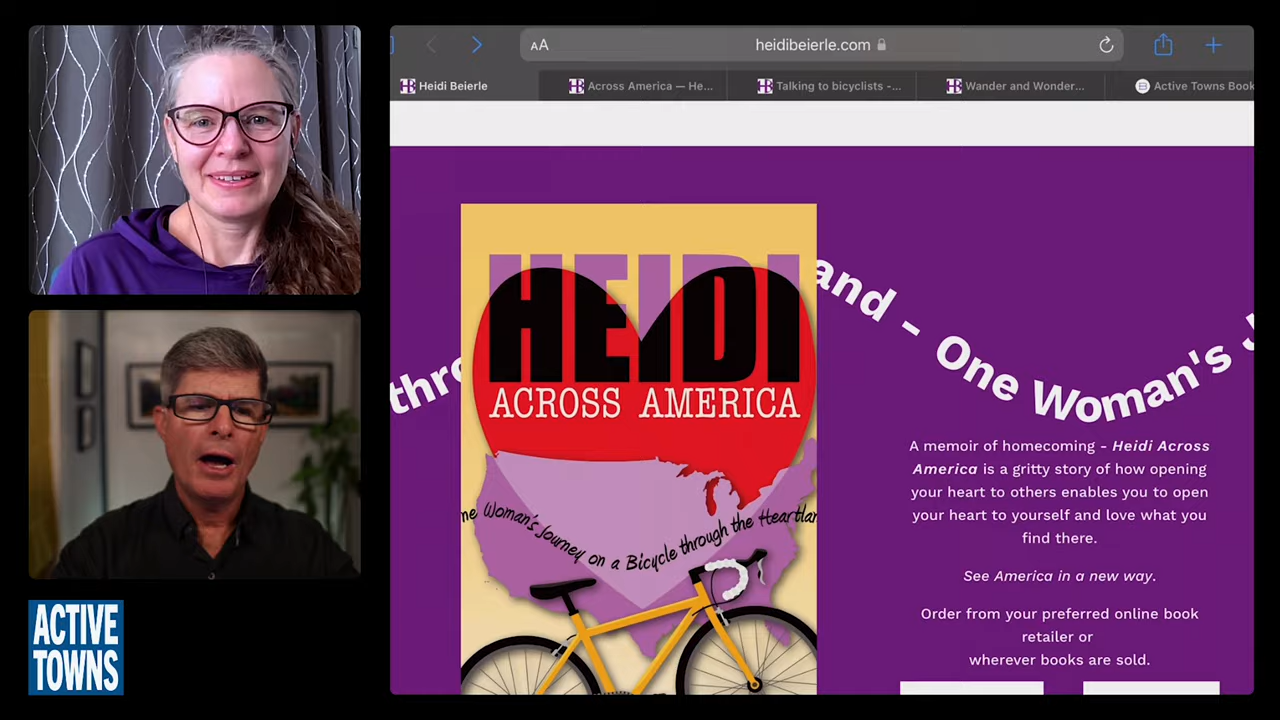 AA
heidibeierle.com
Heidi Beierle
Across America — He...
Talking to bicyclists -...
Wander and Wonder...
Active Towns Book
HEIDI
ACROSS AMERICA
Woman's Journey on a Bicycle through the
and - One Woman's
A memoir of homecoming - Heidi Across
America is a gritty story of how opening
your heart to others enables you to open
your heart to yourself and love what you
find there.
See America in a new way.
Order from your preferred online book
retailer or
wherever books are sold.
ACTIVE
TOWNS